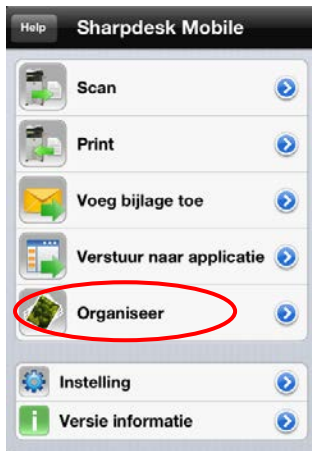 Help Sharpdesk Mobile
Scan
Print
Voeg bijlage toe
Verstuur naar applicatie
Organiseer
Instelling
Versie informatie